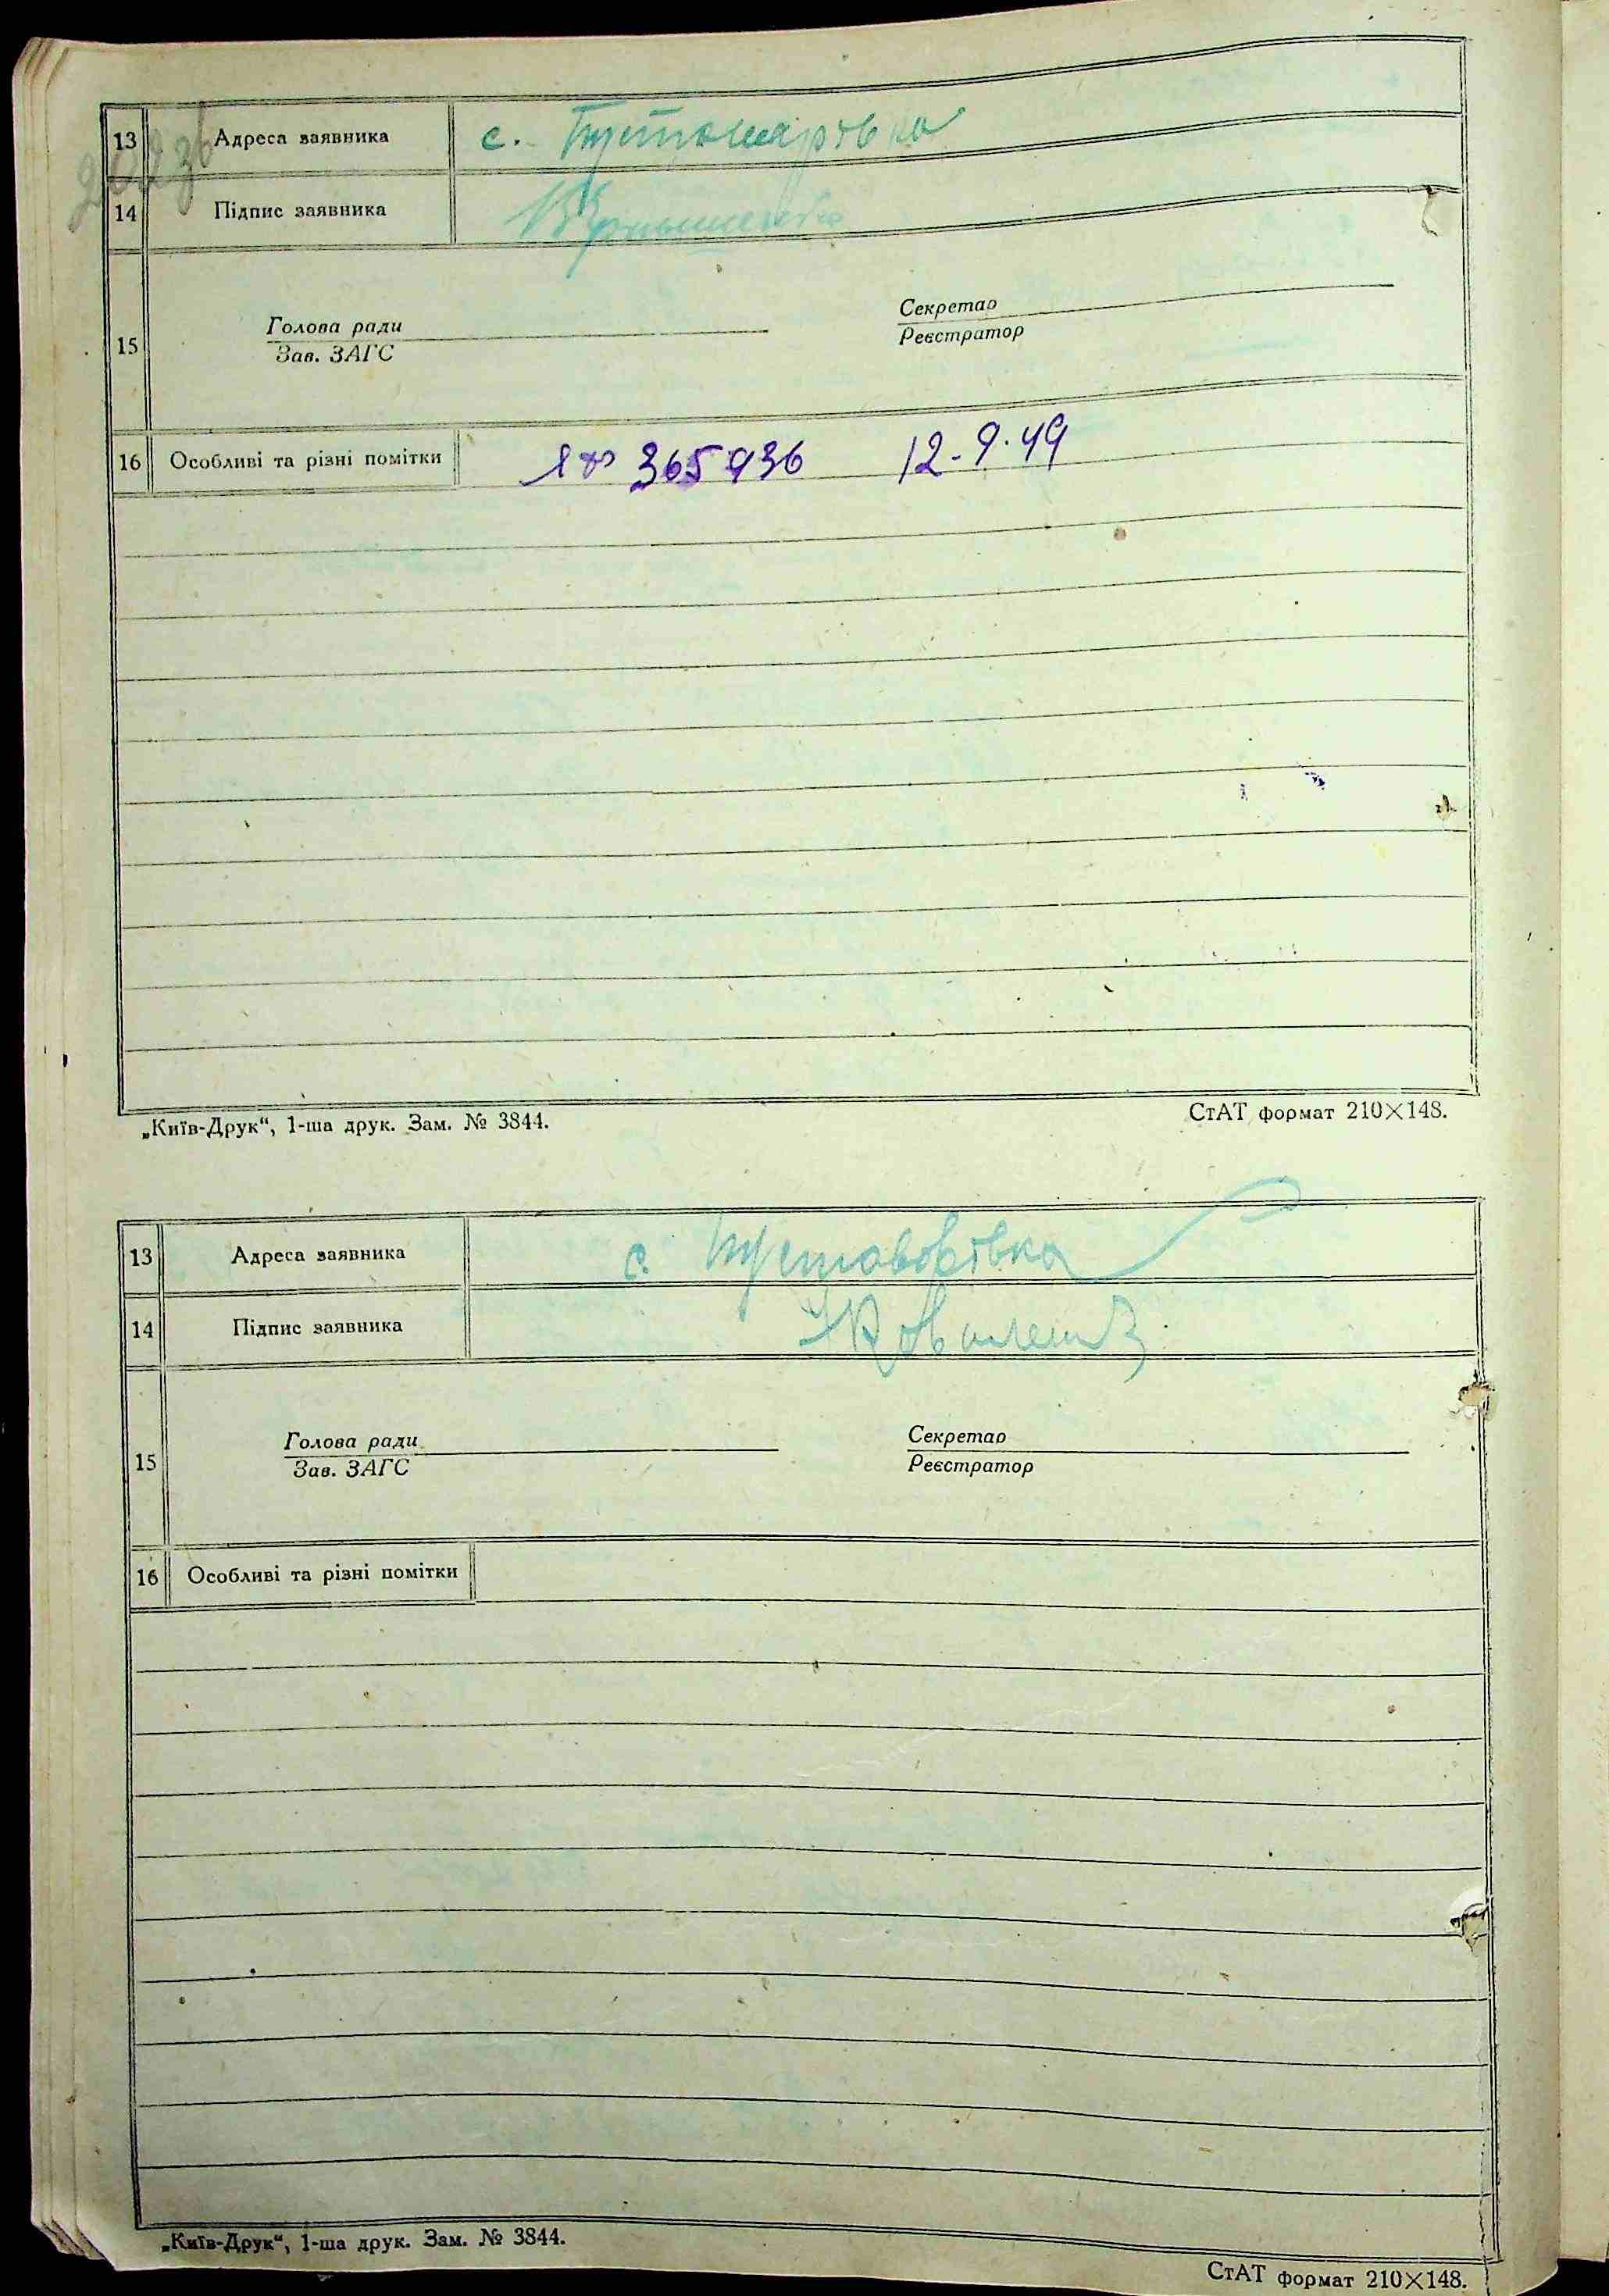 13 Адреса заявника с.
14 Підпис заявника
Голова ради Секретар
15
Зав. ЗАГС Реєстратор
16 Особливі та різні помітки 365936 12-9-49
„Київ-Друк“, 1-ша друк. Зам. № 3844. СтАТ формат 210×148.
13 Адреса заявника с.
14 Підпис заявника
Голова ради Секретар
15
Зав. ЗАГС Реєстратор
16 Особливі та різні помітки
„Київ-Друк“, 1-ша друк. Зам. № 3844.
СтАТ формат 210×148.